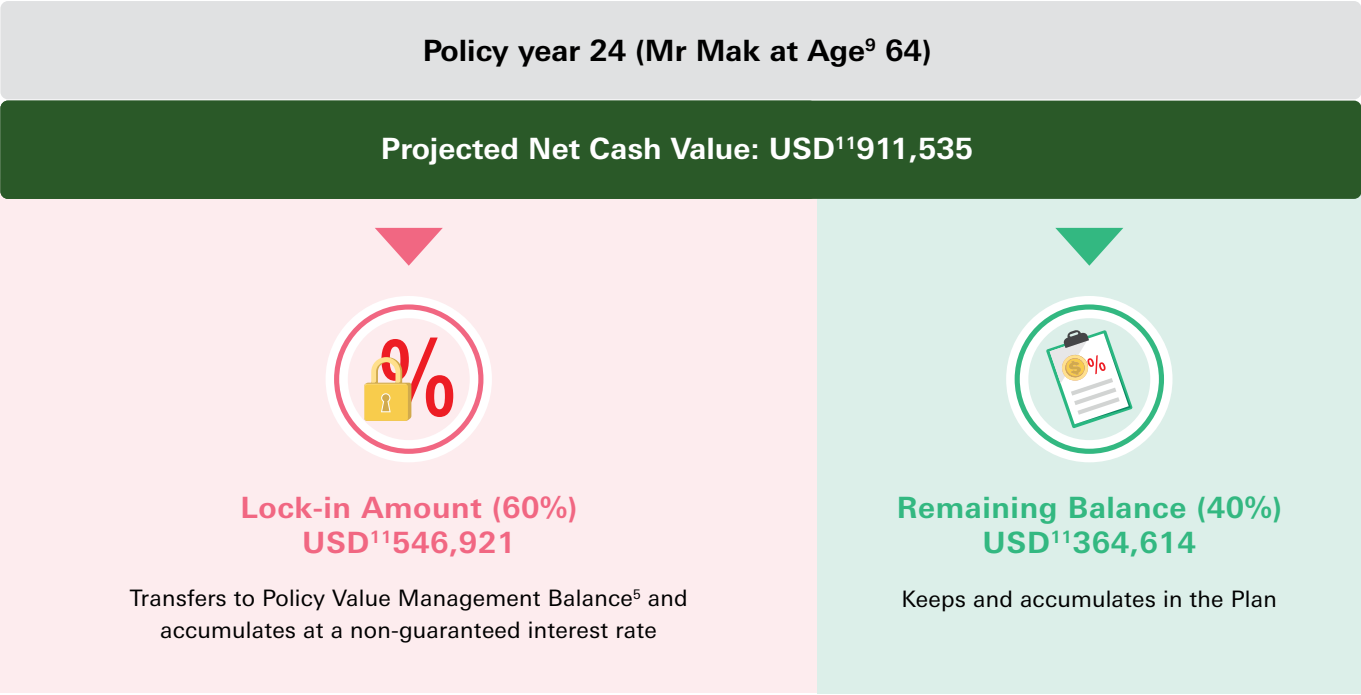 Policy year 24 (Mr Mak at Age⁹ 64)
Projected Net Cash Value: USD¹¹911,535
%
%
$
Lock-in Amount (60%)
USD¹¹546,921
Transfers to Policy Value Management Balance⁵ and
accumulates at a non-guaranteed interest rate
Remaining Balance (40%)
USD¹¹364,614
Keeps and accumulates in the Plan